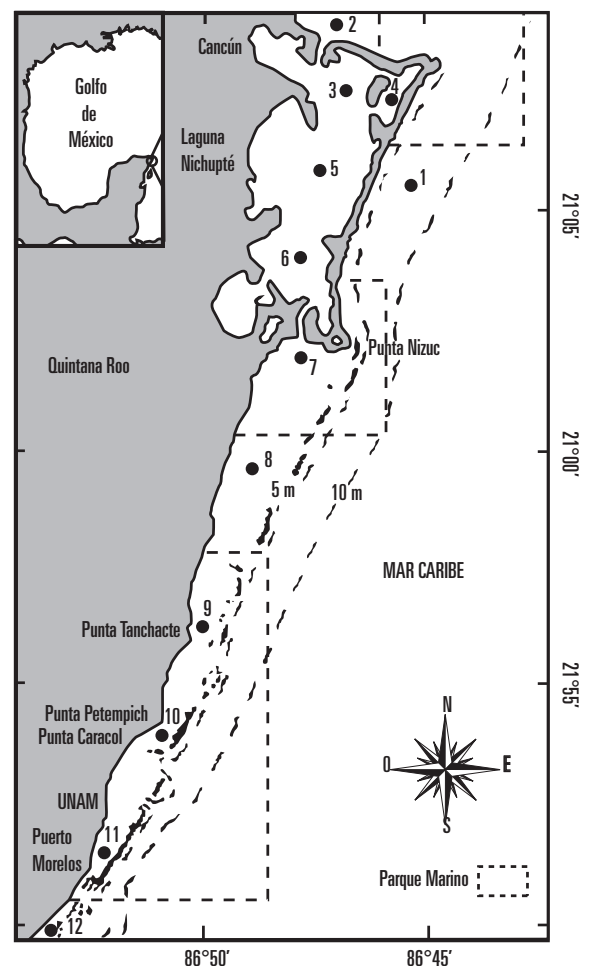 Cancún
2
Golfo
de
México
3
4
Laguna
Nichupté
5
1
21°05'
6
Quintana Roo
Punta Nizuc
7
8
21°00'
5 m
10 m
MAR CARIBE
9
Punta Tanchacte
21°55'
Punta Petempich
10
Punta Caracol
N
O
E
S
UNAM
11
Puerto
Morelos
Parque Marino
12
86°50'
86°45'